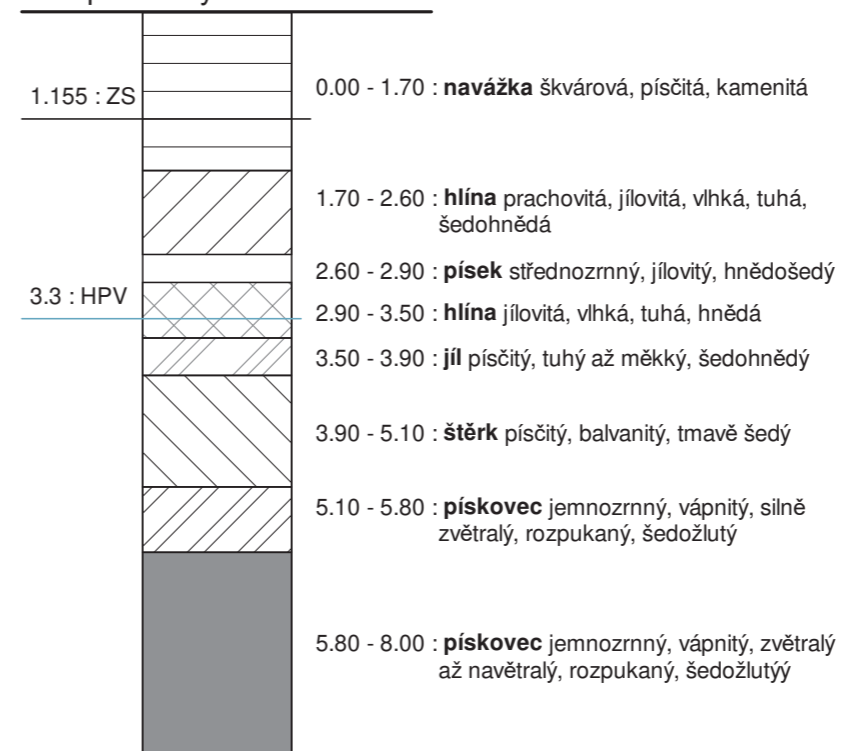 1.155 : ZS
0.00 - 1.70 : navážka škvárová, písčitá, kamenitá
1.70 - 2.60 : hlína prachovitá, jílovitá, vlhká, tuhá,
šedohnědá
2.60 - 2.90 : písek střednozrnný, jílovitý, hnědošedý
3.3 : HPV
2.90 - 3.50 : hlína jílovitá, vlhká, tuhá, hnědá
3.50 - 3.90 : jíl písčitý, tuhý až měkký, šedohnědý
3.90 - 5.10 : štěrk písčitý, balvanitý, tmavě šedý
5.10 - 5.80 : pískovec jemnozrnný, vápnitý, silně
zvětralý, rozpukaný, šedožlutý
5.80 - 8.00 : pískovec jemnozrnný, vápnitý, zvětralý
až navětralý, rozpukaný, šedožlutýý